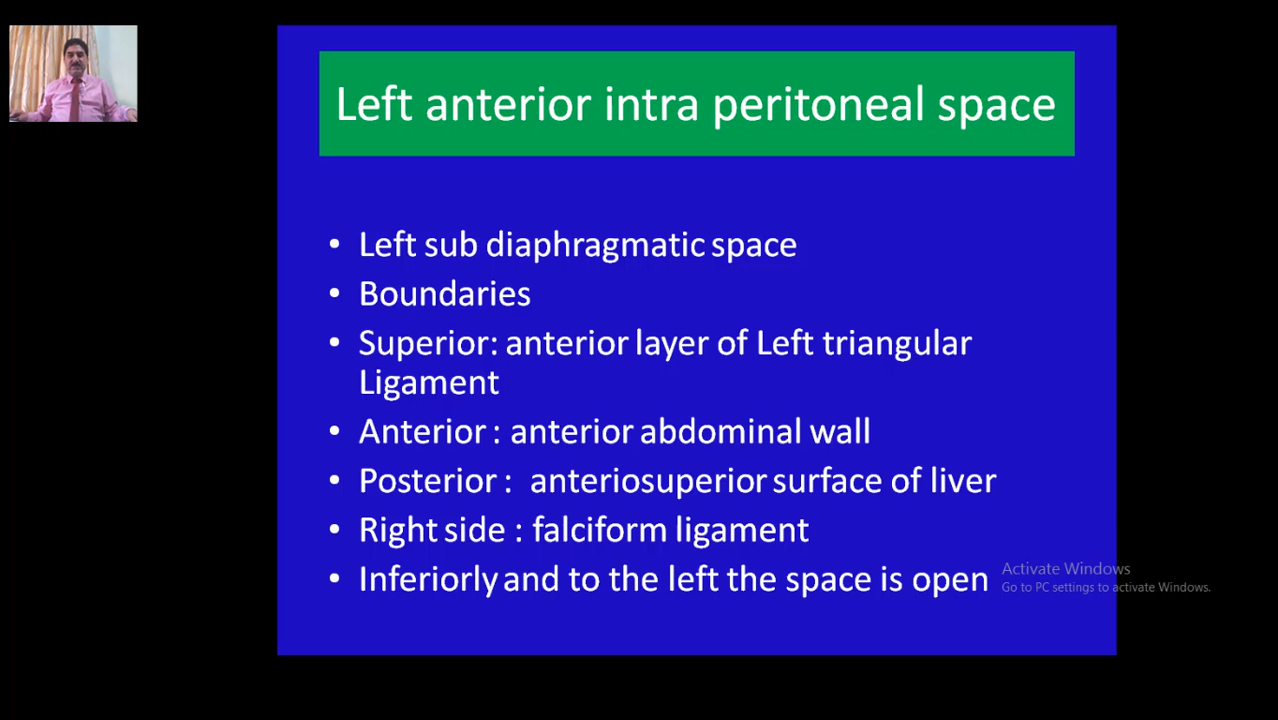 Left anterior intra peritoneal space
• Left sub diaphragmatic space
• Boundaries
• Superior: anterior layer of Left triangular
Ligament
• Anterior : anterior abdominal wall
• Posterior : anteriosuperior surface of liver
• Right side : falciform ligament
• Inferiorly and to the left the space is open
Activate Windows
Go to PC settings to activate Windows.